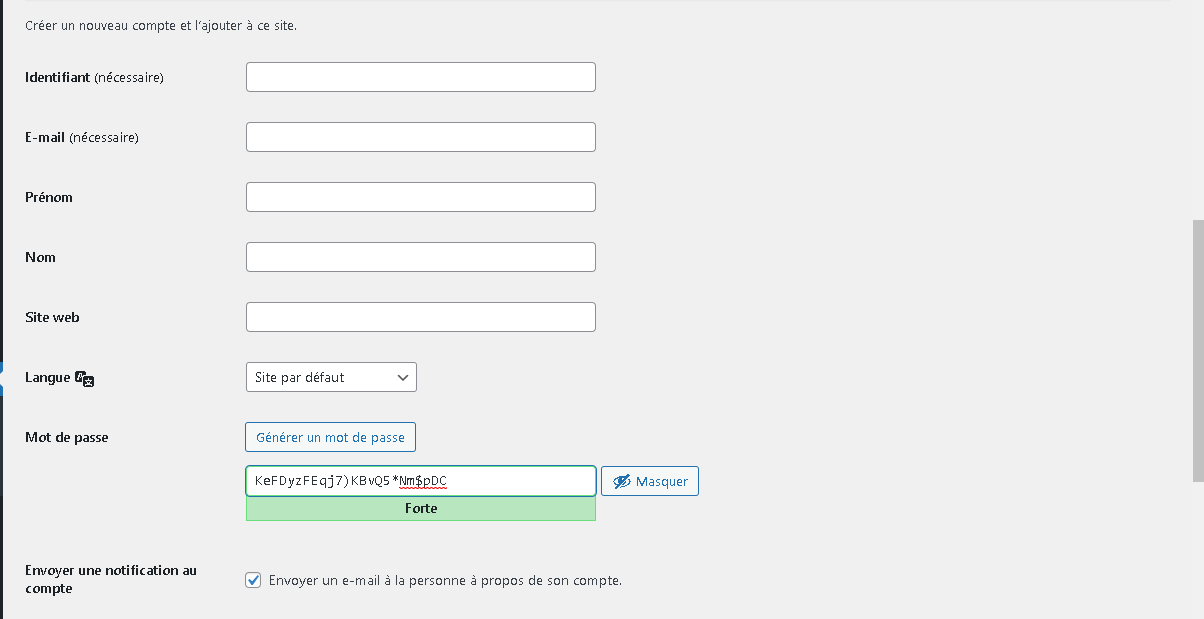 Créer un nouveau compte et l'ajouter à ce site.
Identifiant (nécessaire)
E-mail (nécessaire)
Prénom
Nom
Site web
Langue
Site par défaut
Mot de passe
Générer un mot de passe
KeFDyzFEqj7)KBvQ5*Nm$pDC
Masquer
Forte
Envoyer une notification au
compte
Envoyer un e-mail à la personne à propos de son compte.